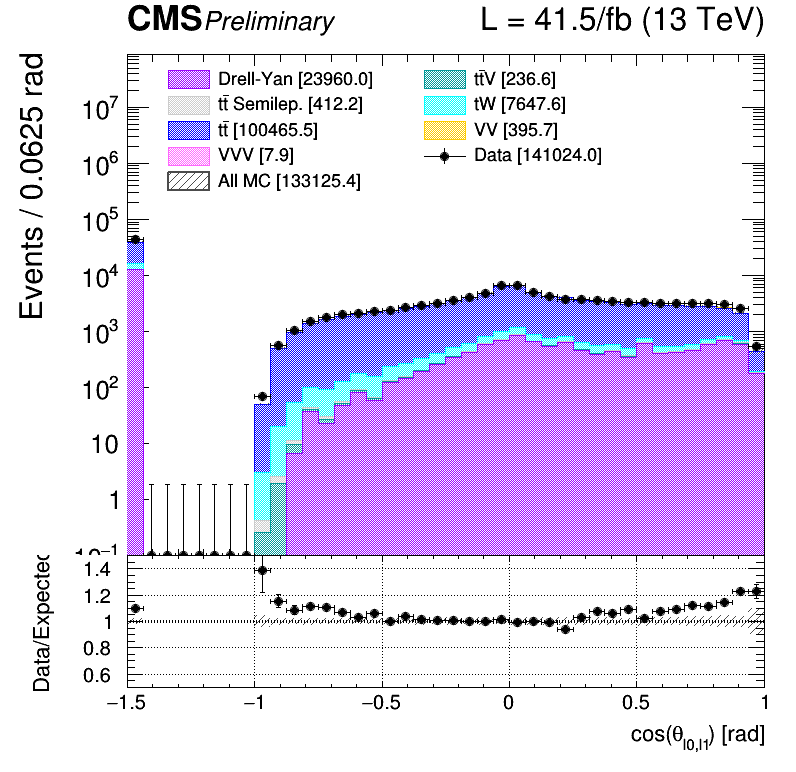 CMS Preliminary L = 41.5/fb (13 TeV)
Events / 0.0625 rad
Drell-Yan [23960.0]
tt̄ Semilep. [412.2]
tt̄ [100465.5]
VVV [7.9]
All MC [133125.4]
tt̄V [236.6]
tW [7647.6]
VV [395.7]
Data [141024.0]
10⁷
10⁶
10⁵
10⁴
10³
10²
10
1
10⁻¹
Data/Expected
1.4
1.2
1
0.8
0.6
−1.5 −1 −0.5 0 0.5 1
cos(θ_l0,l1) [rad]